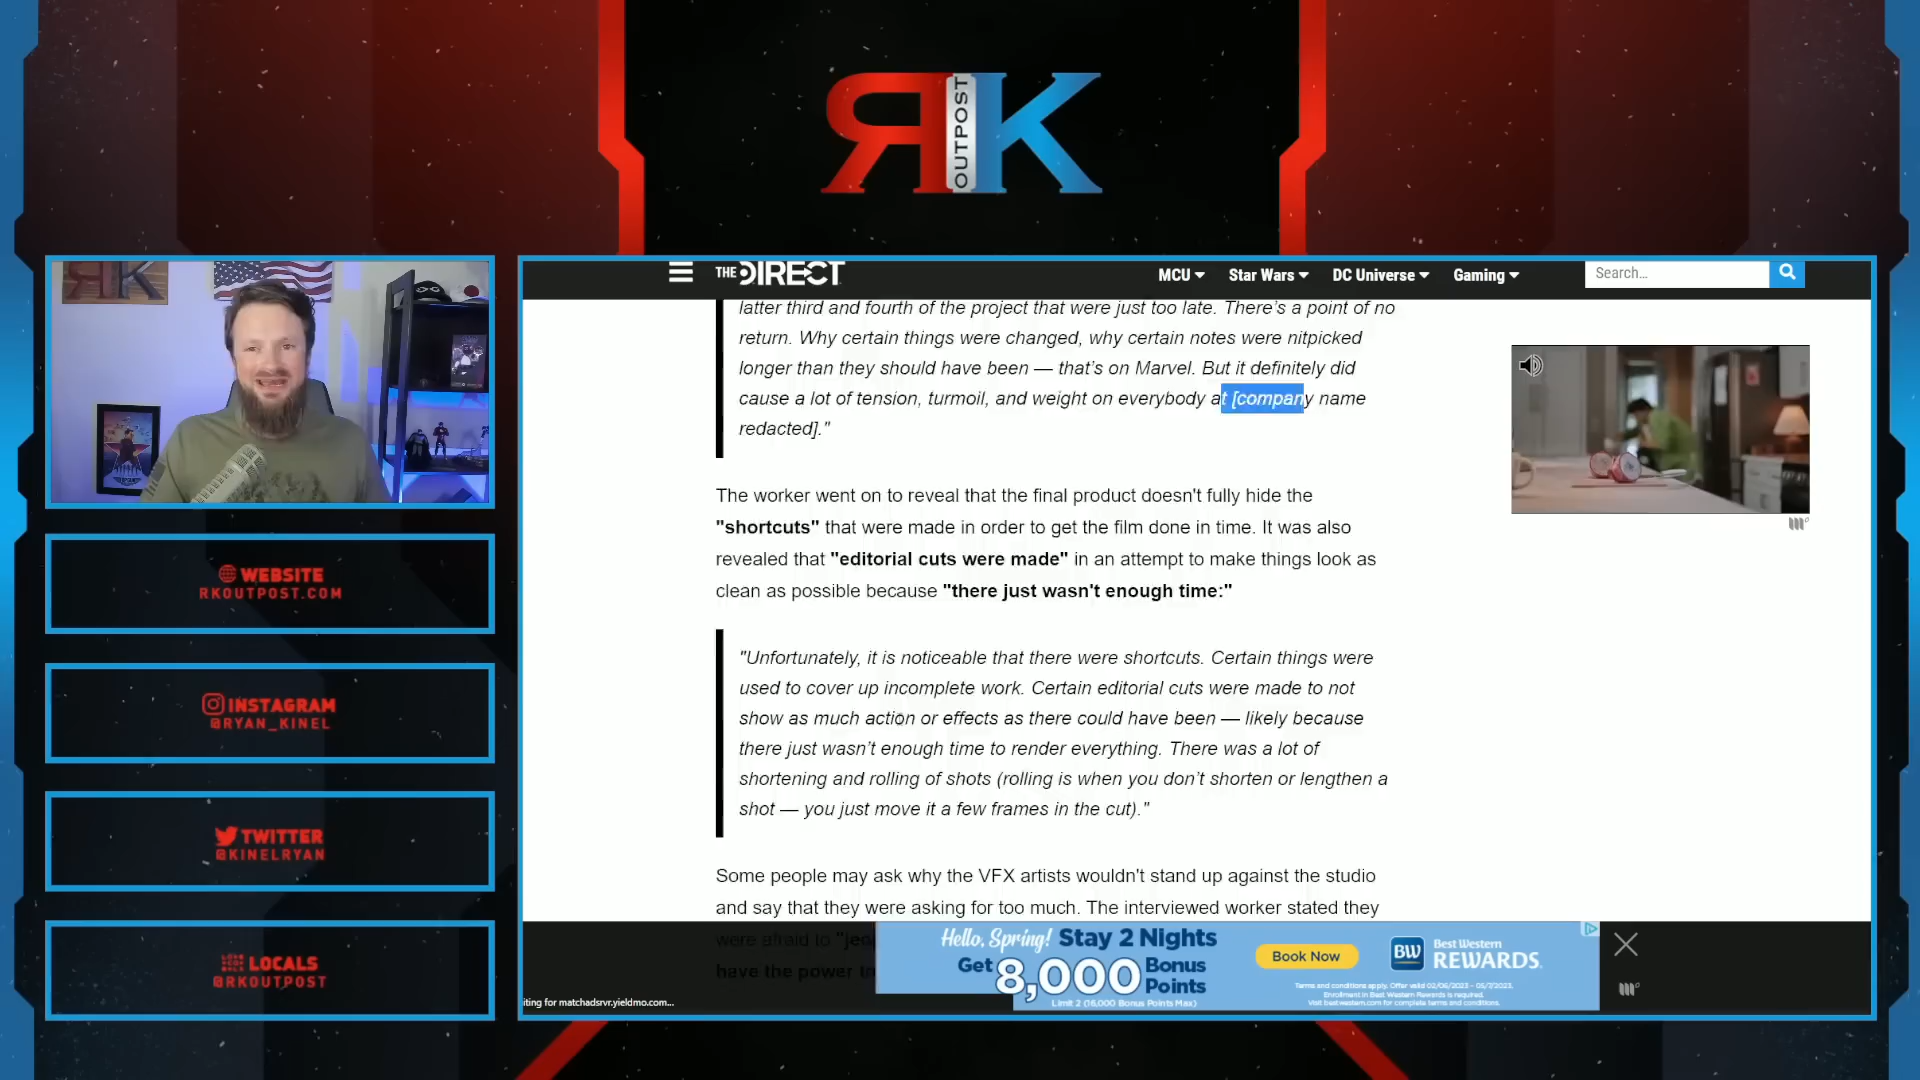 RK
OUTPOST
THE DIRECT
MCU
Star Wars
DC Universe
Gaming
Search...
latter third and fourth of the project that were just too late. There's a point of no
return. Why certain things were changed, why certain notes were nitpicked
longer than they should have been — that's on Marvel. But it definitely did
cause a lot of tension, turmoil, and weight on everybody at [company name
redacted]."
The worker went on to reveal that the final product doesn't fully hide the
"shortcuts" that were made in order to get the film done in time. It was also
revealed that "editorial cuts were made" in an attempt to make things look as
clean as possible because "there just wasn't enough time:"
"Unfortunately, it is noticeable that there were shortcuts. Certain things were
used to cover up incomplete work. Certain editorial cuts were made to not
show as much action or effects as there could have been — likely because
there just wasn't enough time to render everything. There was a lot of
shortening and rolling of shots (rolling is when you don't shorten or lengthen a
shot — you just move it a few frames in the cut)."
Some people may ask why the VFX artists wouldn't stand up against the studio
and say that they were asking for too much. The interviewed worker stated they
were afraid to "jeo
have the power to
Hello, Spring! Stay 2 Nights
Get 8,000 Bonus Points
Limit 2 (16,000 Bonus Points Max)
Book Now
BW
Best Western
REWARDS.
Terms and conditions apply. Offer valid 02/06/2023 - 05/7/2023.
Enrollment in Best Western Rewards is required.
Visit bestwestern.com for complete terms and conditions.
iting for matchadsrvr.yieldmo.com...
WEBSITE
RKOUTPOST.COM
INSTAGRAM
@RYAN_KINEL
TWITTER
@KINELRYAN
LOCALS
@RKOUTPOST